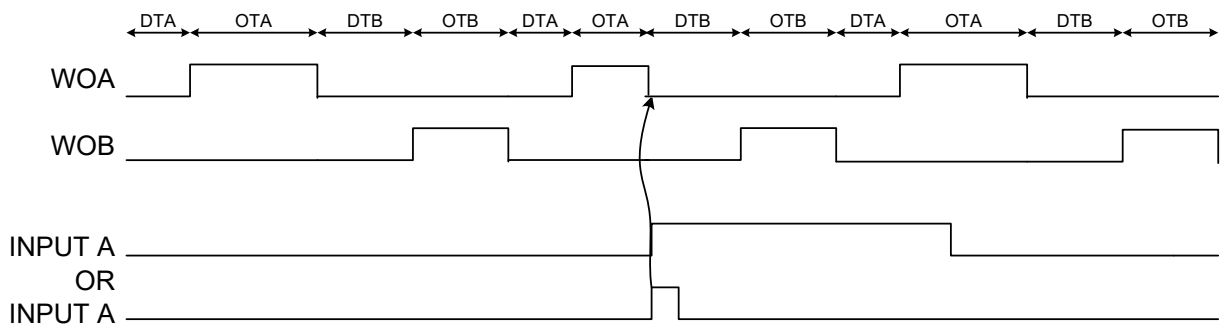 DTA OTA DTB OTB DTA OTA DTB OTB DTA OTA DTB OTB
WOA
WOB
INPUT A
OR
INPUT A